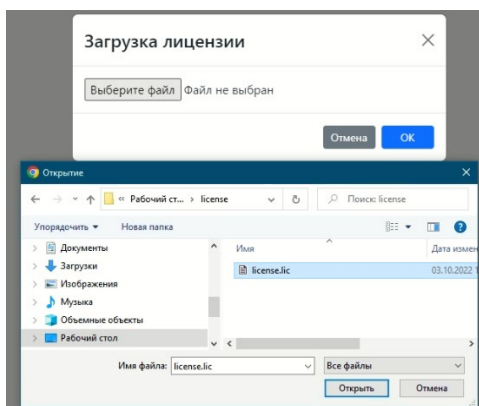 Загрузка лицензии
Выберите файл Файл не выбран
Отмена ОК
Открытие
« Рабочий ст... › license
Поиск: license
Упорядочить Новая папка
Документы
Загрузки
Изображения
Музыка
Объемные объекты
Рабочий стол
Имя Дата измен
license.lic 03.10.2022 1
Имя файла: license.lic Все файлы
Открыть Отмена